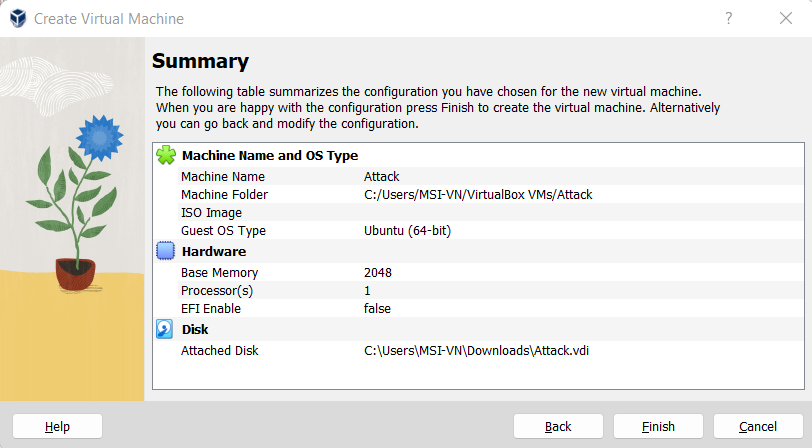 Create Virtual Machine
?
Summary
The following table summarizes the configuration you have chosen for the new virtual machine.
When you are happy with the configuration press Finish to create the virtual machine. Alternatively
you can go back and modify the configuration.
Machine Name and OS Type
Machine Name Attack
Machine Folder C:/Users/MSI-VN/VirtualBox VMs/Attack
ISO Image
Guest OS Type Ubuntu (64-bit)
Hardware
Base Memory 2048
Processor(s) 1
EFI Enable false
Disk
Attached Disk C:\Users\MSI-VN\Downloads\Attack.vdi
Help Back Finish Cancel